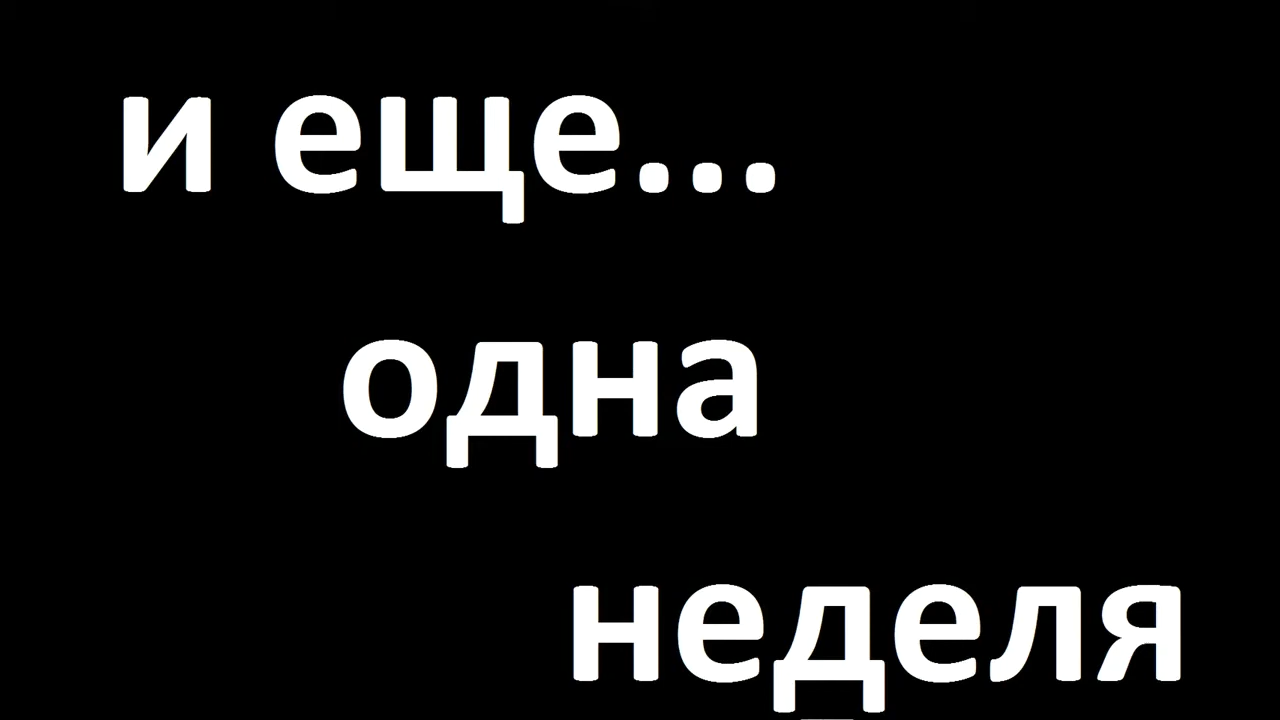 и еще...
одна
неделя